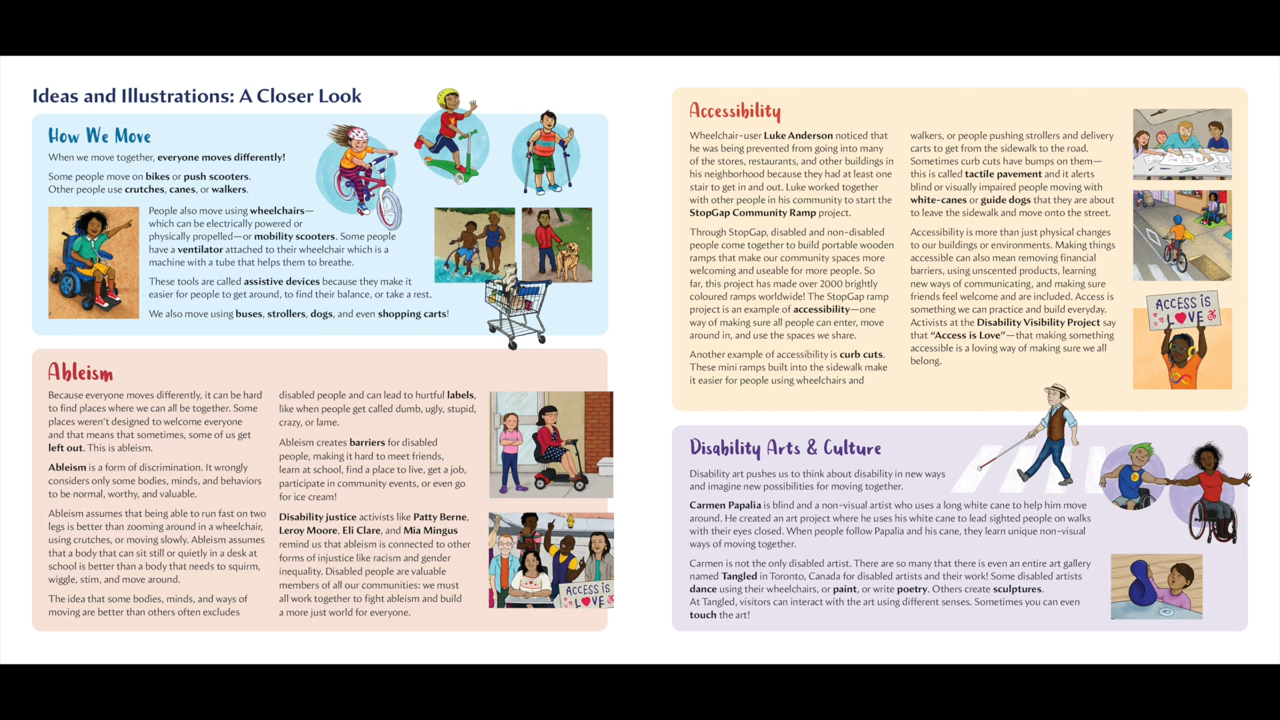 Ideas and Illustrations: A Closer Look
How We Move
When we move together, everyone moves differently!
Some people move on bikes or push scooters.
Other people use crutches, canes, or walkers.
People also move using wheelchairs—
which can be electrically powered or
physically propelled—or mobility scooters. Some people
have a ventilator attached to their wheelchair which is a
machine with a tube that helps them to breathe.
These tools are called assistive devices because they make it
easier for people to get around, to find their balance, or take a rest.
We also move using buses, strollers, dogs, and even shopping carts!
Ableism
Because everyone moves differently, it can be hard
to find places where we can all be together. Some
places weren't designed to welcome everyone
and that means that sometimes, some of us get
left out. This is ableism.
Ableism is a form of discrimination. It wrongly
considers only some bodies, minds, and behaviors
to be normal, worthy, and valuable.
Ableism assumes that being able to run fast on two
legs is better than zooming around in a wheelchair,
using crutches, or moving slowly. Ableism assumes
that a body that can sit still or quietly in a desk at
school is better than a body that needs to squirm,
wiggle, stim, and move around.
The idea that some bodies, minds, and ways of
moving are better than others often excludes
disabled people and can lead to hurtful labels,
like when people get called dumb, ugly, stupid,
crazy, or lame.
Ableism creates barriers for disabled
people, making it hard to meet friends,
learn at school, find a place to live, get a job,
participate in community events, or even go
for ice cream!
Disability justice activists like Patty Berne,
Leroy Moore, Eli Clare, and Mia Mingus
remind us that ableism is connected to other
forms of injustice like racism and gender
inequality. Disabled people are valuable
members of all our communities: we must
all work together to fight ableism and build
a more just world for everyone.
ACCESS IS
LOVE
Accessibility
Wheelchair-user Luke Anderson noticed that
he was being prevented from going into many
of the stores, restaurants, and other buildings in
his neighborhood because they had at least one
stair to get in and out. Luke worked together
with other people in his community to start the
StopGap Community Ramp project.
Through StopGap, disabled and non-disabled
people come together to build portable wooden
ramps that make our community spaces more
welcoming and useable for more people. So
far, this project has made over 2000 brightly
coloured ramps worldwide! The StopGap ramp
project is an example of accessibility—one
way of making sure all people can enter, move
around in, and use the spaces we share.
Another example of accessibility is curb cuts.
These mini ramps built into the sidewalk make
it easier for people using wheelchairs and
walkers, or people pushing strollers and delivery
carts to get from the sidewalk to the road.
Sometimes curb cuts have bumps on them—
this is called tactile pavement and it alerts
blind or visually impaired people moving with
white-canes or guide dogs that they are about
to leave the sidewalk and move onto the street.
Accessibility is more than just physical changes
to our buildings or environments. Making things
accessible can also mean removing financial
barriers, using unscented products, learning
new ways of communicating, and making sure
friends feel welcome and are included. Access is
something we can practice and build everyday.
Activists at the Disability Visibility Project say
that "Access is Love"—that making something
accessible is a loving way of making sure we all
belong.
ACCESS IS
LOVE
Disability Arts & Culture
Disability art pushes us to think about disability in new ways
and imagine new possibilities for moving together.
Carmen Papalia is blind and a non-visual artist who uses a long white cane to help him move
around. He created an art project where he uses his white cane to lead sighted people on walks
with their eyes closed. When people follow Papalia and his cane, they learn unique non-visual
ways of moving together.
Carmen is not the only disabled artist. There are so many that there is even an entire art gallery
named Tangled in Toronto, Canada for disabled artists and their work! Some disabled artists
dance using their wheelchairs, or paint, or write poetry. Others create sculptures.
At Tangled, visitors can interact with the art using different senses. Sometimes you can even
touch the art!